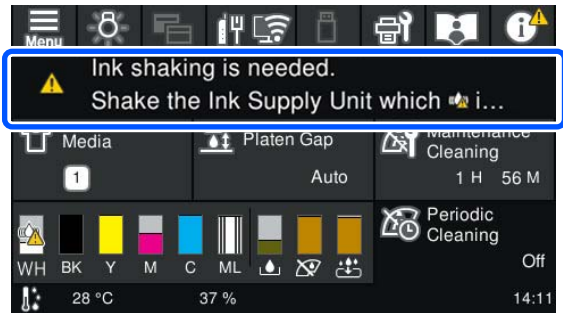 Menu
Ink shaking is needed.
Shake the Ink Supply Unit which i...
Media
1
Platen Gap
Auto
Maintenance
Cleaning
1 H 56 M
WH BK Y M C ML
Periodic
Cleaning
Off
28 °C 37 % 14:11